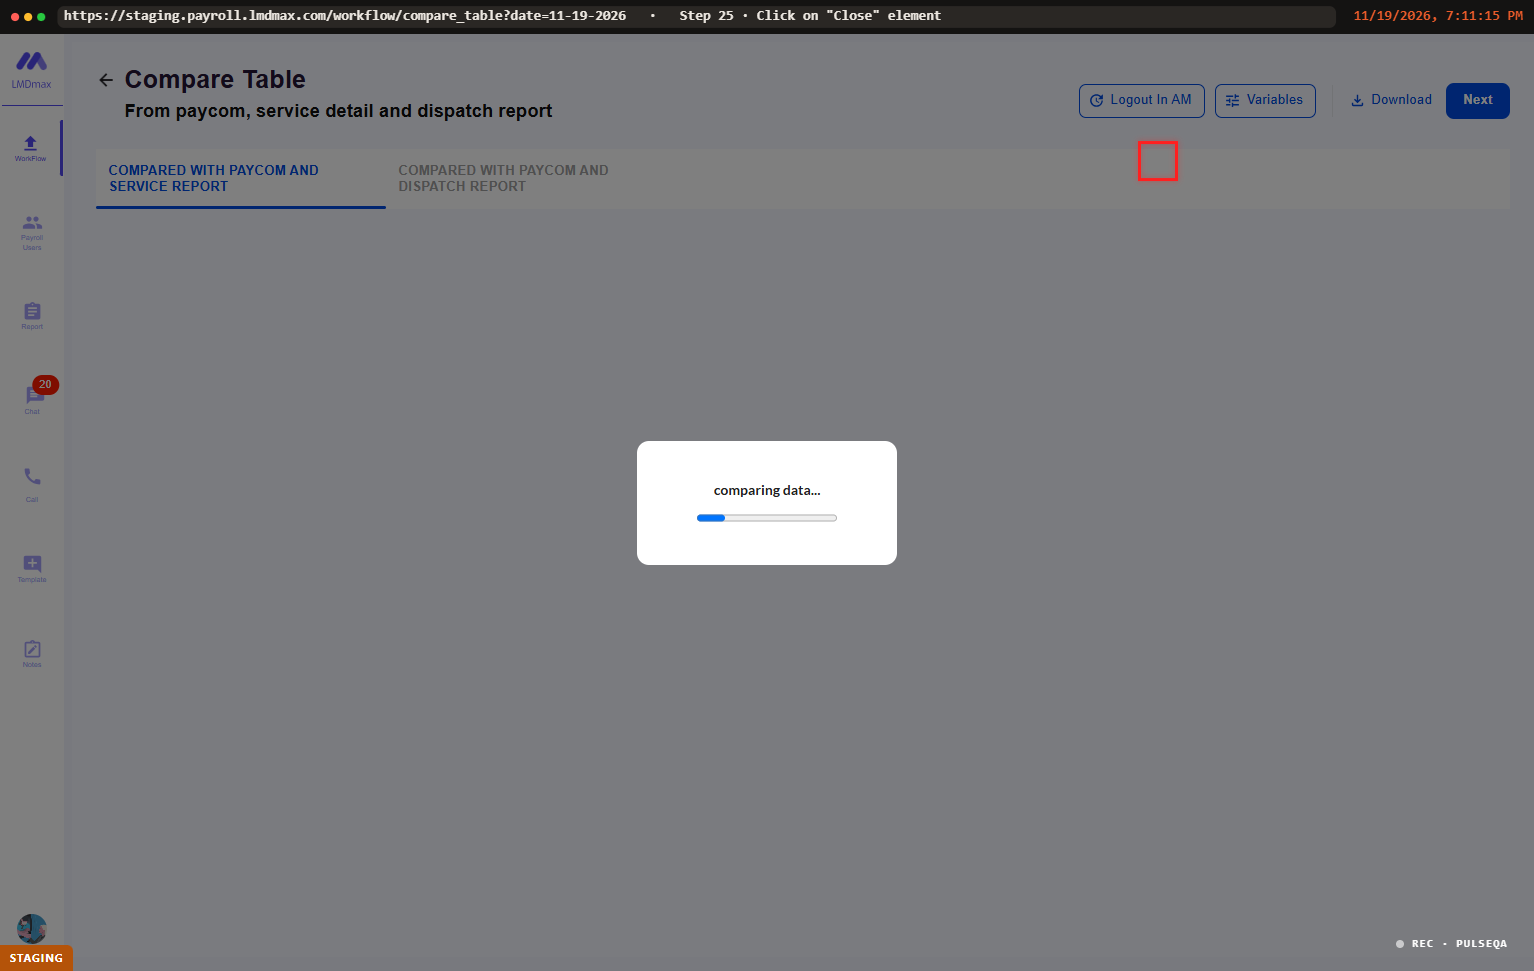 https://staging.payroll.lmdmax.com/workflow/compare_table?date=11-19-2026 • Step 25 • Click on "Close" element
11/19/2026, 7:11:15 PM
LMDmax
WorkFlow
Payroll
Users
Report
20
Chat
Call
Template
Notes
STAGING
Compare Table
From paycom, service detail and dispatch report
Logout In AM
Variables
Download
Next
COMPARED WITH PAYCOM AND
SERVICE REPORT
COMPARED WITH PAYCOM AND
DISPATCH REPORT
comparing data...
REC - PULSEQA